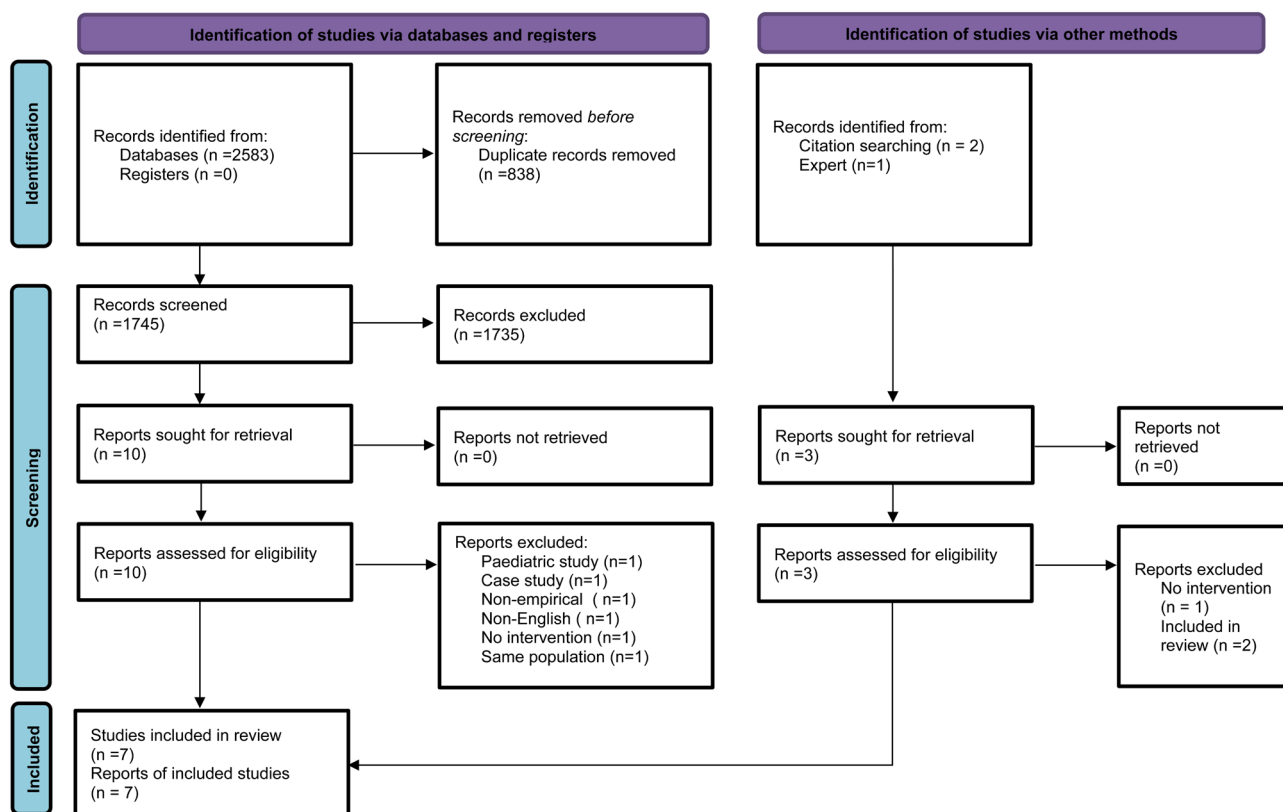 Identification of studies via databases and registers
Identification of studies via other methods
Identification
Records identified from:
Databases (n =2583)
Registers (n =0)
Records removed before
screening:
Duplicate records removed
(n =838)
Records identified from:
Citation searching (n = 2)
Expert (n=1)
Screening
Records screened
(n =1745)
Records excluded
(n =1735)
Reports sought for retrieval
(n =10)
Reports not retrieved
(n =0)
Reports sought for retrieval
(n =3)
Reports not
retrieved
(n =0)
Reports assessed for eligibility
(n =10)
Reports excluded:
Paediatric study (n=1)
Case study (n=1)
Non-empirical ( n=1)
Non-English ( n=1)
No intervention (n=1)
Same population (n=1)
Reports assessed for eligibility
(n =3)
Reports excluded
No intervention
(n = 1)
Included in
review (n =2)
Included
Studies included in review
(n =7)
Reports of included studies
(n = 7)